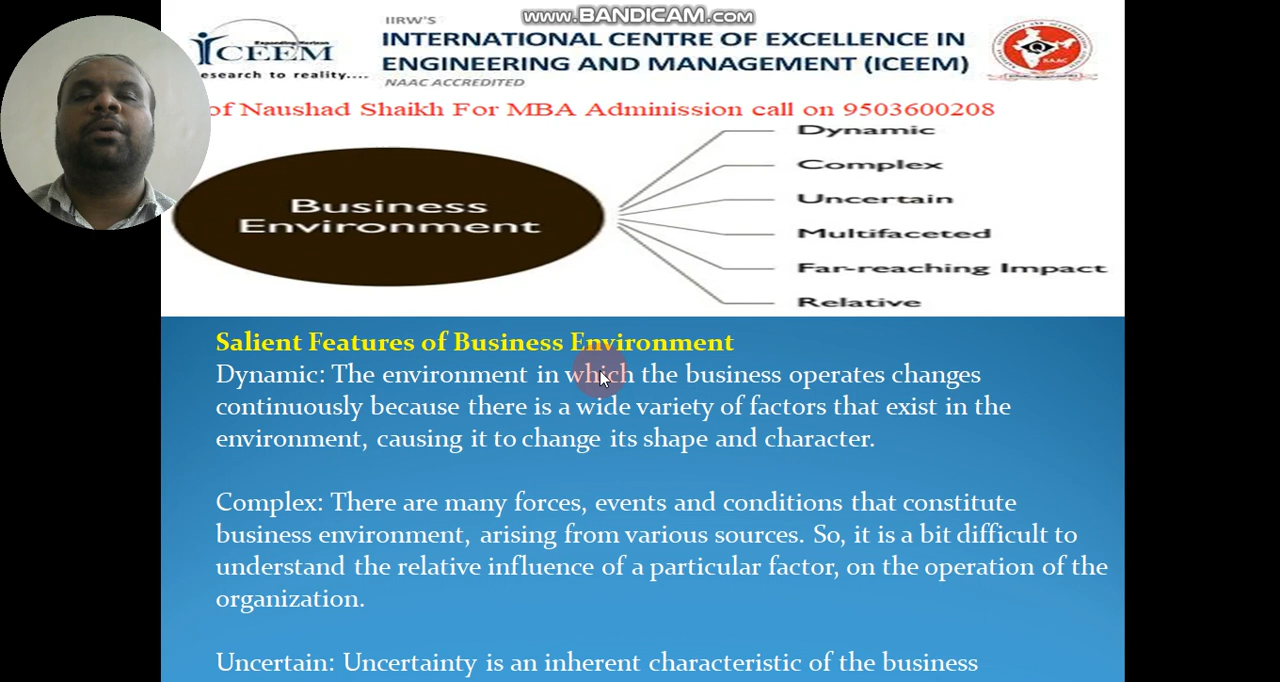 www.BANDICAM.com
IIRW'S
INTERNATIONAL CENTRE OF EXCELLENCE IN
ENGINEERING AND MANAGEMENT (ICEEM)
NAAC ACCREDITED
Expanding Horizon
ICEEM
esearch to reality....
of Naushad Shaikh For MBA Adminission call on 9503600208
Business
Environment
Dynamic
Complex
Uncertain
Multifaceted
Far-reaching Impact
Relative
Salient Features of Business Environment
Dynamic: The environment in which the business operates changes
continuously because there is a wide variety of factors that exist in the
environment, causing it to change its shape and character.
Complex: There are many forces, events and conditions that constitute
business environment, arising from various sources. So, it is a bit difficult to
understand the relative influence of a particular factor, on the operation of the
organization.
Uncertain: Uncertainty is an inherent characteristic of the business